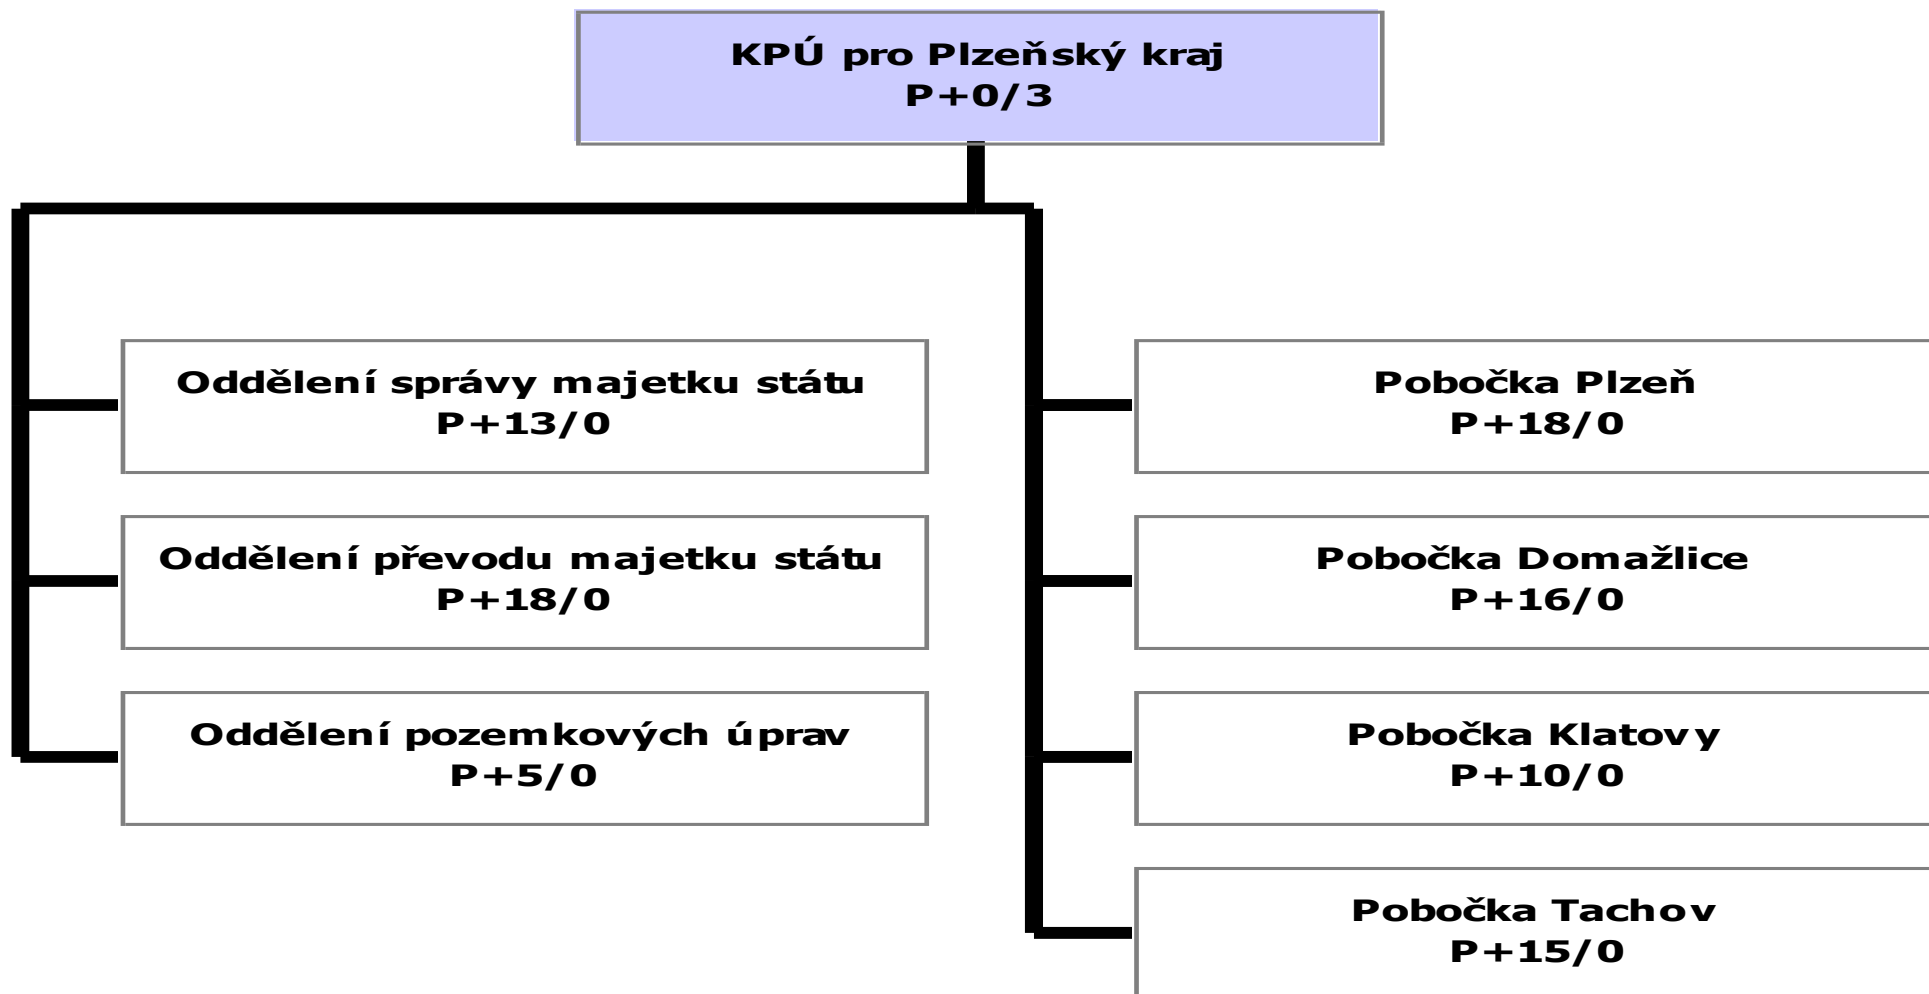 KPÚ pro Plzeňský kraj
P+0/3
Oddělení správy majetku státu
P+13/0
Oddělení převodu majetku státu
P+18/0
Oddělení pozemkových úprav
P+5/0
Pobočka Plzeň
P+18/0
Pobočka Domažlice
P+16/0
Pobočka Klatovy
P+10/0
Pobočka Tachov
P+15/0